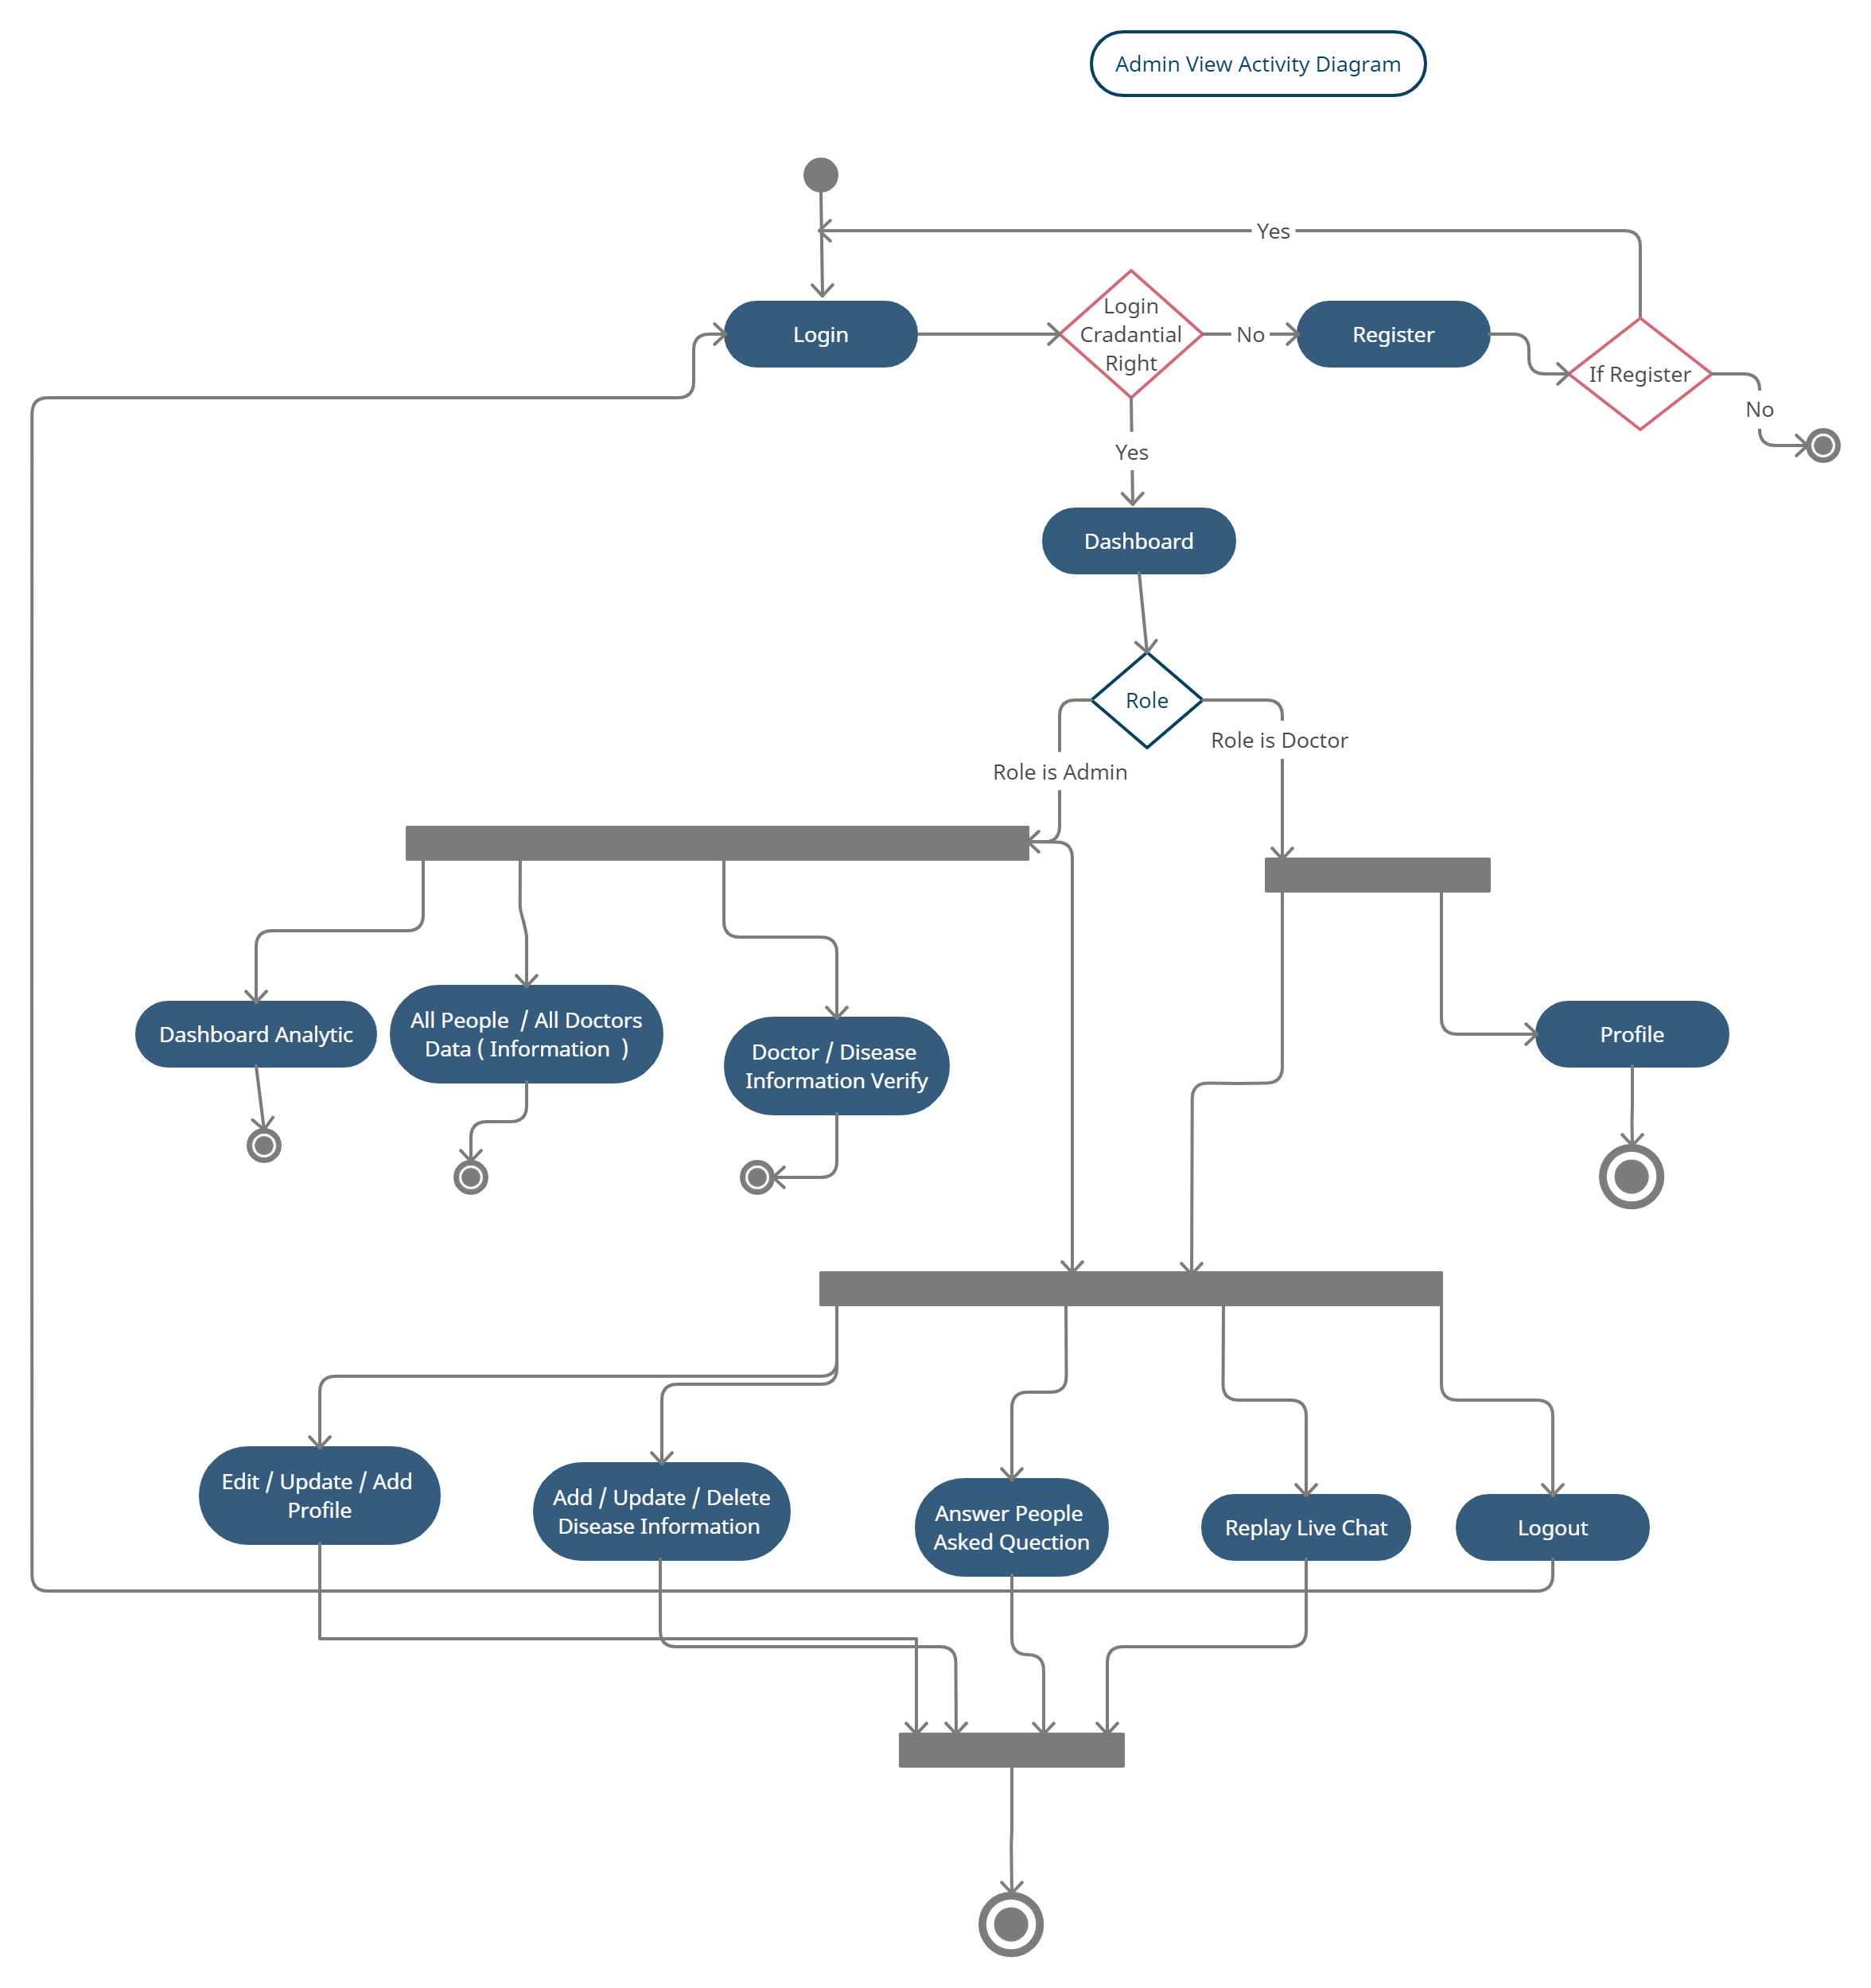 Admin View Activity Diagram
Yes
Login
Login
Cradantial
Right
No
Register
If Register
No
Yes
Dashboard
Role
Role is Doctor
Role is Admin
Dashboard Analytic
All People / All Doctors
Data ( Information )
Doctor / Disease
Information Verify
Profile
Edit / Update / Add
Profile
Add / Update / Delete
Disease Information
Answer People
Asked Question
Replay Live Chat
Logout